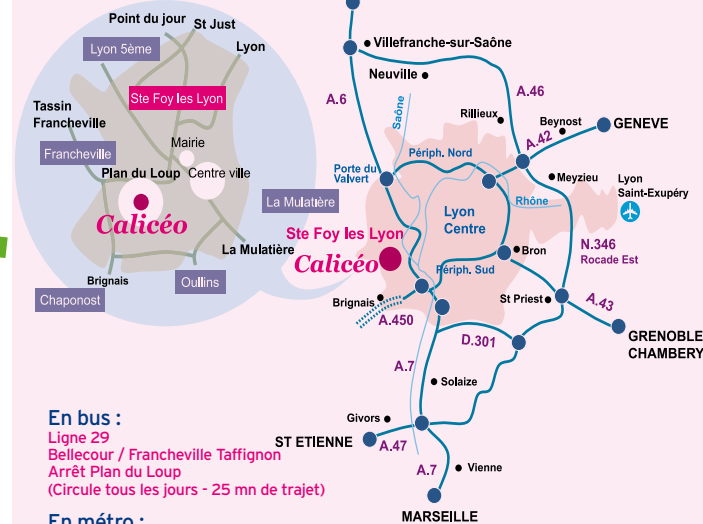 Point du jour
St Just
Lyon 5ème
Lyon
Ste Foy les Lyon
Tassin
Francheville
Mairie
Francheville
Plan du Loup
Centre ville
Calicéo
La Mulatière
La Mulatière
Brignais
Oullins
Chaponost
Villefranche-sur-Saône
Neuville
A.6
A.46
Saône
Rillieux
Beynost
GENEVE
A.42
Périph. Nord
Porte du
Valvert
Meyzieu
Lyon
Saint-Exupéry
Rhône
Lyon
Centre
Ste Foy les Lyon
Calicéo
Bron
N.346
Rocade Est
Périph. Sud
Brignais
St Priest
A.43
A.450
D.301
GRENOBLE
CHAMBERY
A.7
Solaize
Givors
ST ETIENNE
A.47
A.7
Vienne
MARSEILLE
En bus :
Ligne 29
Bellecour / Francheville Taffignon
Arrêt Plan du Loup
(Circule tous les jours - 25 mn de trajet)
En métro :